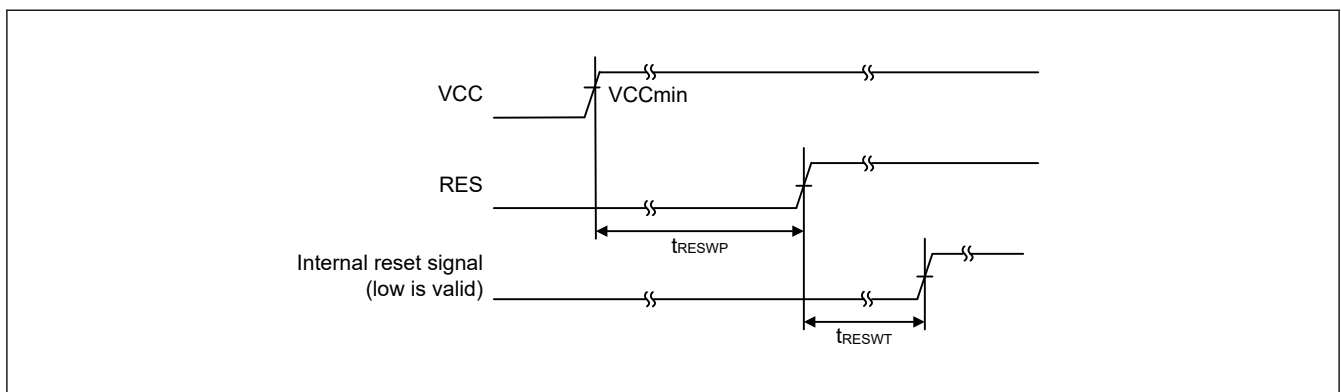 VCC
VCCmin
RES
tRESWP
Internal reset signal
(low is valid)
tRESWT